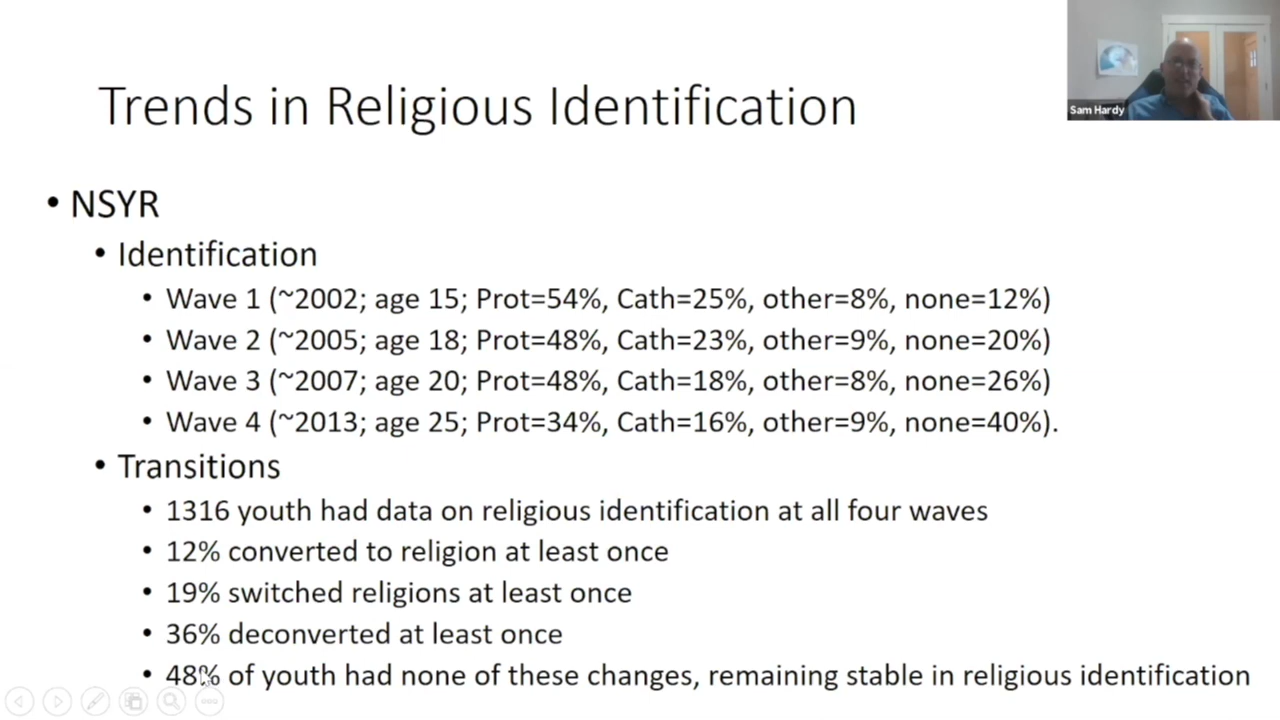 Sam Hardy
Trends in Religious Identification
• NSYR
• Identification
• Wave 1 (~2002; age 15; Prot=54%, Cath=25%, other=8%, none=12%)
• Wave 2 (~2005; age 18; Prot=48%, Cath=23%, other=9%, none=20%)
• Wave 3 (~2007; age 20; Prot=48%, Cath=18%, other=8%, none=26%)
• Wave 4 (~2013; age 25; Prot=34%, Cath=16%, other=9%, none=40%).
• Transitions
• 1316 youth had data on religious identification at all four waves
• 12% converted to religion at least once
• 19% switched religions at least once
• 36% deconverted at least once
• 48% of youth had none of these changes, remaining stable in religious identification